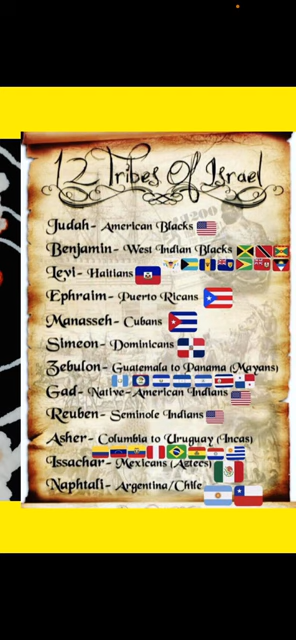 12 Tribes Of Israel
Judah- American Blacks
Benjamin- West Indian Blacks
Levi- Haitians
Ephraim- Puerto Ricans
Manasseh- Cubans
Simeon- Dominicans
Zebulon- Guatemala to Panama (Mayans)
Gad- Native-American Indians
Reuben- Seminole Indians
Asher- Columbia to Uruguay (Incas)
Issachar- Mexicans (Aztecs)
Naphtali- Argentina/Chile